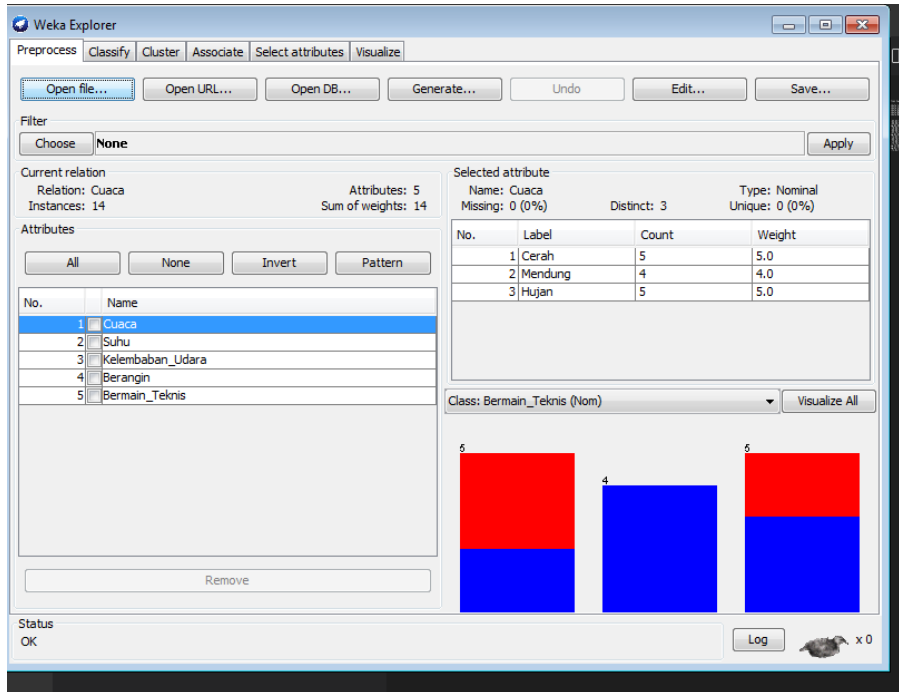 Weka Explorer
Preprocess Classify Cluster Associate Select attributes Visualize
Open file... Open URL... Open DB... Generate... Undo Edit... Save...
Filter
Choose None Apply
Current relation
Relation: Cuaca Attributes: 5
Instances: 14 Sum of weights: 14
Attributes
All None Invert Pattern
No. Name
1 Cuaca
2 Suhu
3 Kelembaban_Udara
4 Berangin
5 Bermain_Teknis
Remove
Selected attribute
Name: Cuaca Type: Nominal
Missing: 0 (0%) Distinct: 3 Unique: 0 (0%)
No. Label Count Weight
1 Cerah 5 5.0
2 Mendung 4 4.0
3 Hujan 5 5.0
Class: Bermain_Teknis (Nom) Visualize All
5 4 5
Status
OK
Log x 0